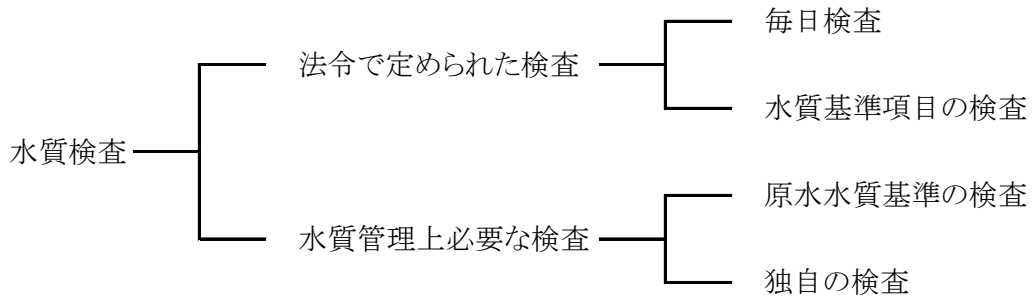 毎日検査
法令で定められた検査
水質基準項目の検査
水質検査
原水水質基準の検査
水質管理上必要な検査
独自の検査